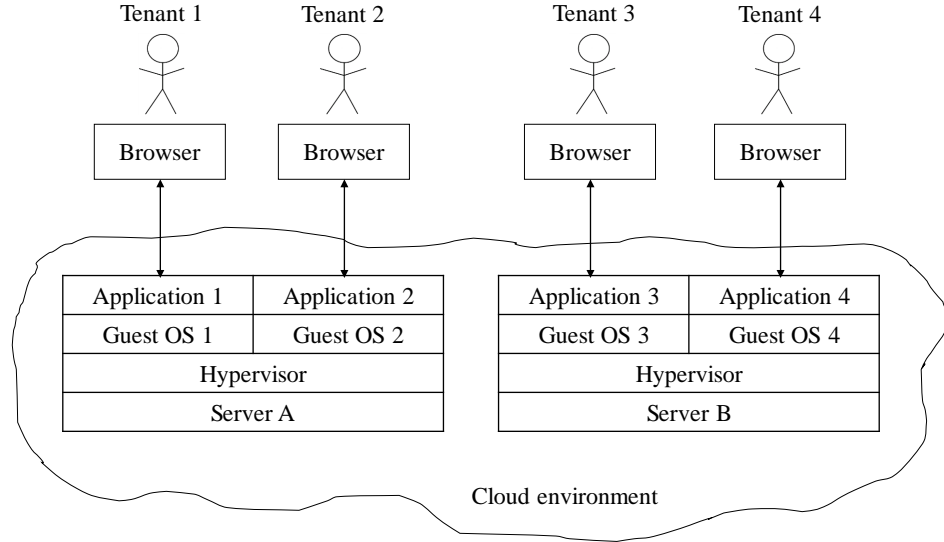 Tenant 1
Tenant 2
Tenant 3
Tenant 4
Browser
Browser
Browser
Browser
Application 1
Application 2
Application 3
Application 4
Guest OS 1
Guest OS 2
Guest OS 3
Guest OS 4
Hypervisor
Hypervisor
Server A
Server B
Cloud environment